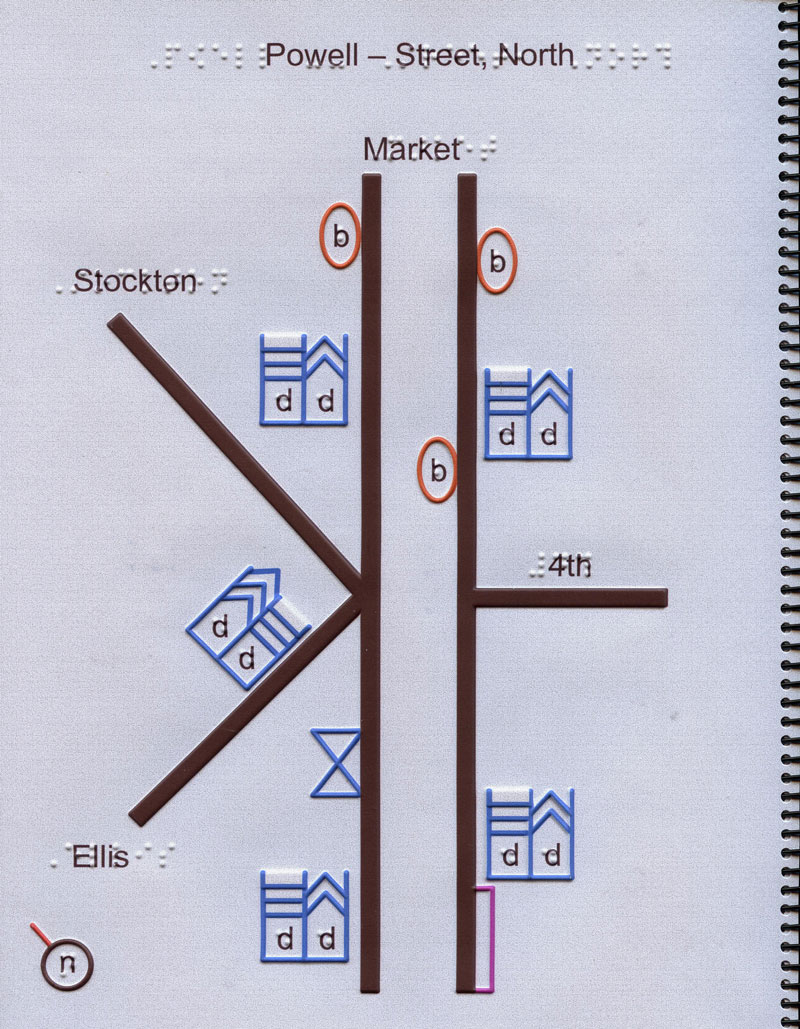 Powell – Street, North
Market
b
b
Stockton
d d
d d
b
4th
d
d
d d
Ellis
d d
n